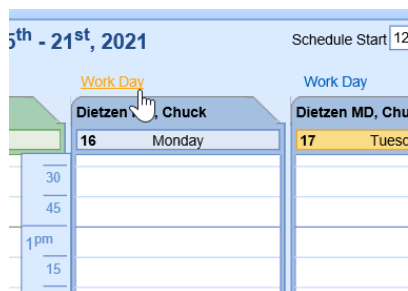 5th - 21st, 2021
Schedule Start 12
Work Day
Work Day
Dietzen , Chuck
Dietzen MD, Chu
16 Monday
17 Tuesd
30
45
1pm
15